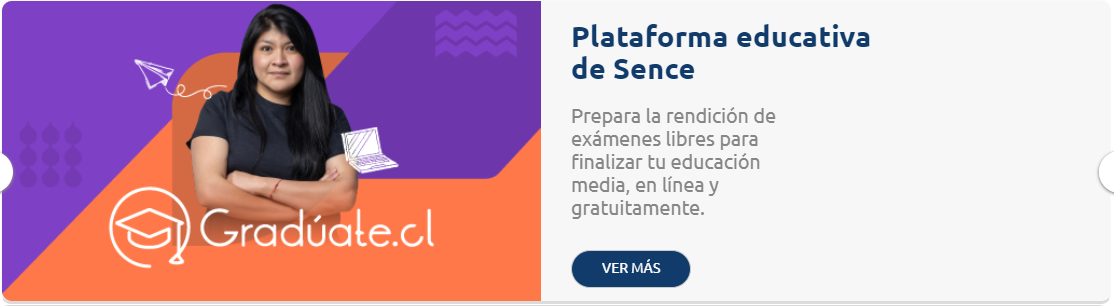 Gradúate.cl
Plataforma educativa
de Sence
Prepara la rendición de
exámenes libres para
finalizar tu educación
media, en línea y
gratuitamente.
VER MÁS